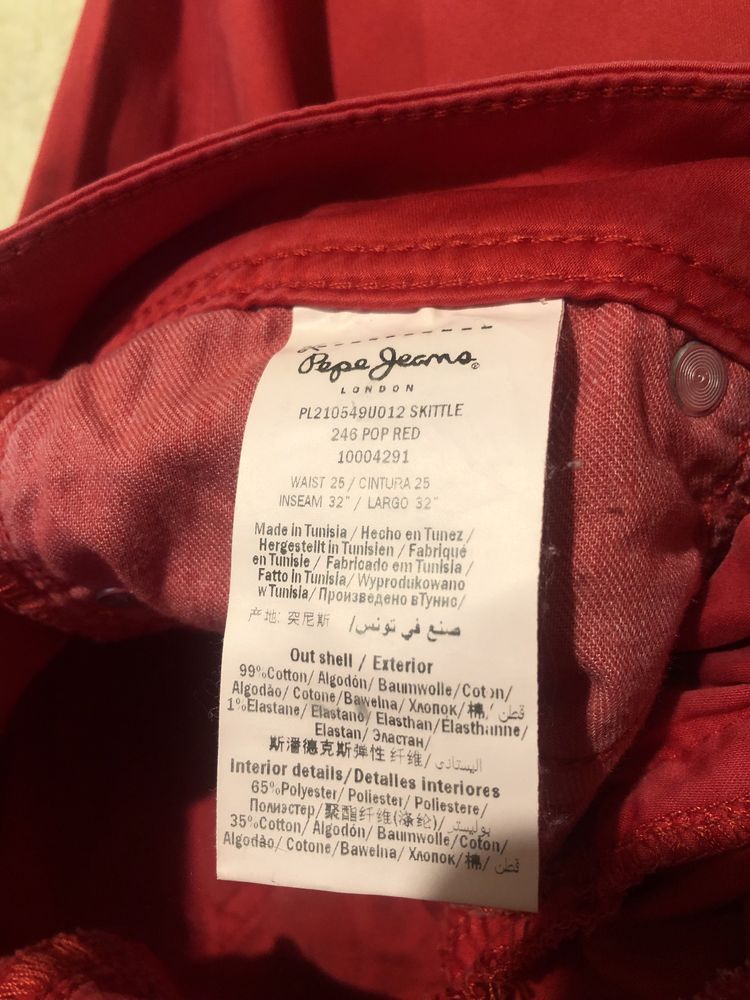 Pepe Jeans®
LONDON
PL210549U012 SKITTLE
246 POP RED
10004291
WAIST 25 / CINTURA 25
INSEAM 32" / LARGO 32"
Made in Tunisia / Hecho en Tunez /
Hergestellt in Tunisien / Fabriqué
en Tunisie / Fabricado em Tunisia /
Fatto in Tunisia / Wyprodukowano
w Tunisia / Произведено вТунис/
产地: 突尼斯 /صنع في تونس
Out shell / Exterior
99%Cotton/ Algodón/ Baumwolle/Coton/
Algodão/ Cotone/Bawelna/ Хлопок/棉/ قطن
1%Elastane/ Elastano/ Elasthan/Elasthanne/
Elastan/ Эластан/
斯潘德克斯弹性 纤维/ اليستاني
Interior details/Detalles interiores
65%Polyester/ Poliester/ Poliestere/
Полиэстер/聚酯纤维(涤纶)/ بوليستر
35%Cotton/ Algodón/ Baumwolle/Coton/
Algodão/ Cotone/Bawelna/ Хлопок/棉/ قطن